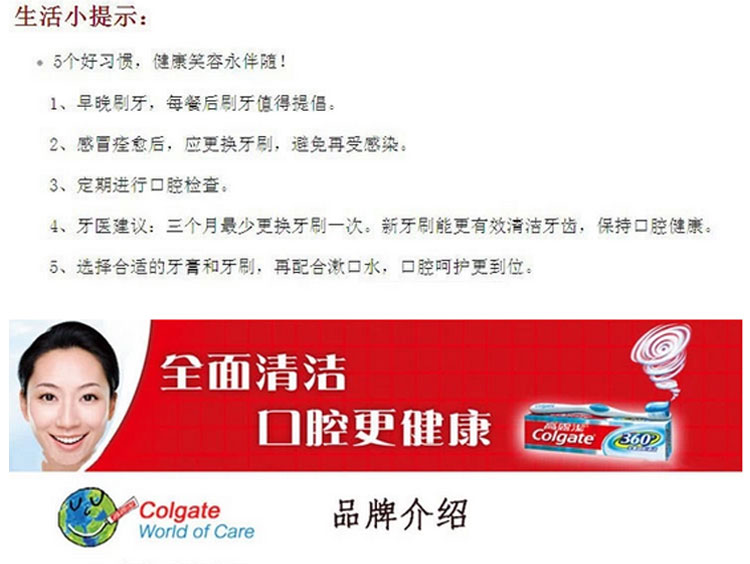 生活小提示：
5个好习惯，健康笑容永伴随！
1、早晚刷牙，每餐后刷牙值得提倡。
2、感冒痊愈后，应更换牙刷，避免再受感染。
3、定期进行口腔检查。
4、牙医建议：三个月最少更换牙刷一次。新牙刷能更有效清洁牙齿，保持口腔健康。
5、选择合适的牙膏和牙刷，再配合漱口水，口腔呵护更到位。
全面清洁
口腔更健康
高露潔
Colgate 360°
Colgate
World of Care
品牌介绍